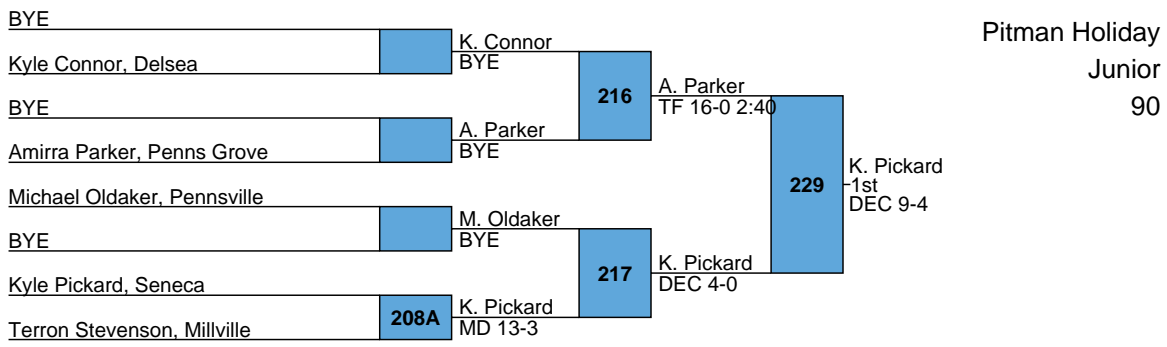 BYE
Kyle Connor, Delsea
BYE
Amirra Parker, Penns Grove
Michael Oldaker, Pennsville
BYE
Kyle Pickard, Seneca
Terron Stevenson, Millville
208A
K. Connor
BYE
A. Parker
BYE
M. Oldaker
BYE
K. Pickard
MD 13-3
216
217
A. Parker
TF 16-0 2:40
K. Pickard
DEC 4-0
229
K. Pickard
1st
DEC 9-4
Pitman Holiday
Junior
90